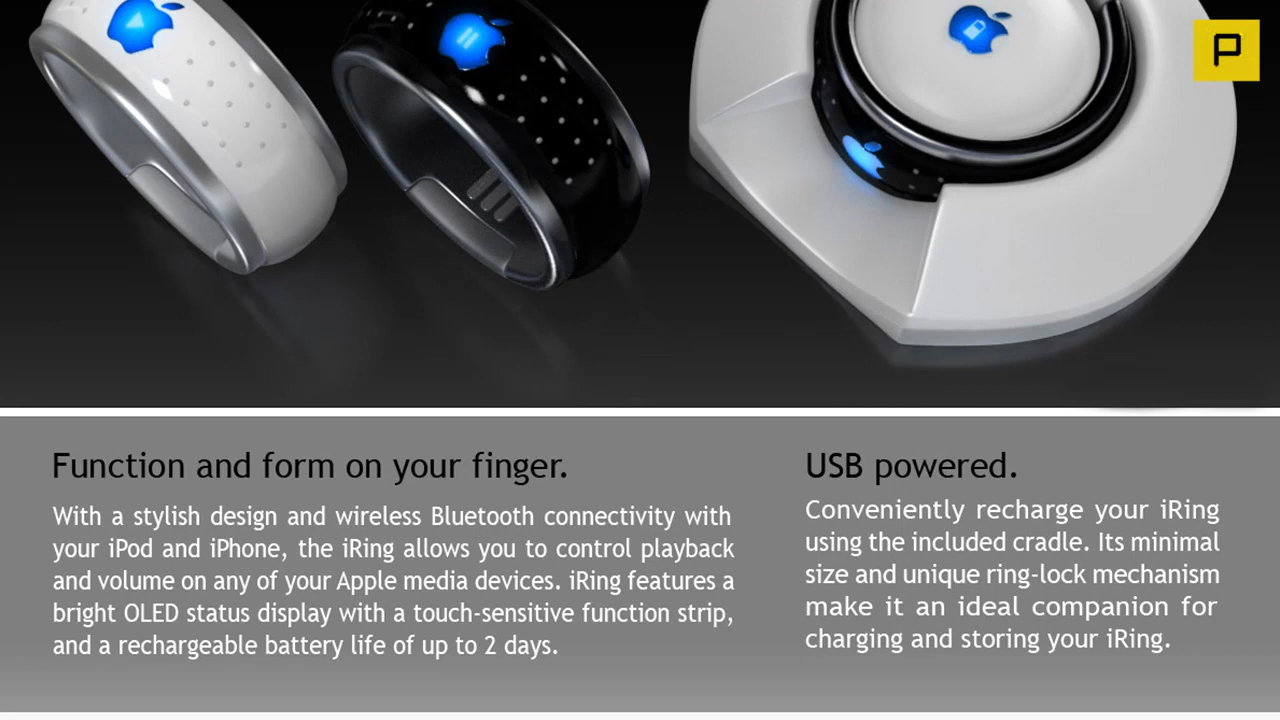 P
Function and form on your finger.
With a stylish design and wireless Bluetooth connectivity with
your iPod and iPhone, the iRing allows you to control playback
and volume on any of your Apple media devices. iRing features a
bright OLED status display with a touch-sensitive function strip,
and a rechargeable battery life of up to 2 days.
USB powered.
Conveniently recharge your iRing
using the included cradle. Its minimal
size and unique ring-lock mechanism
make it an ideal companion for
charging and storing your iRing.